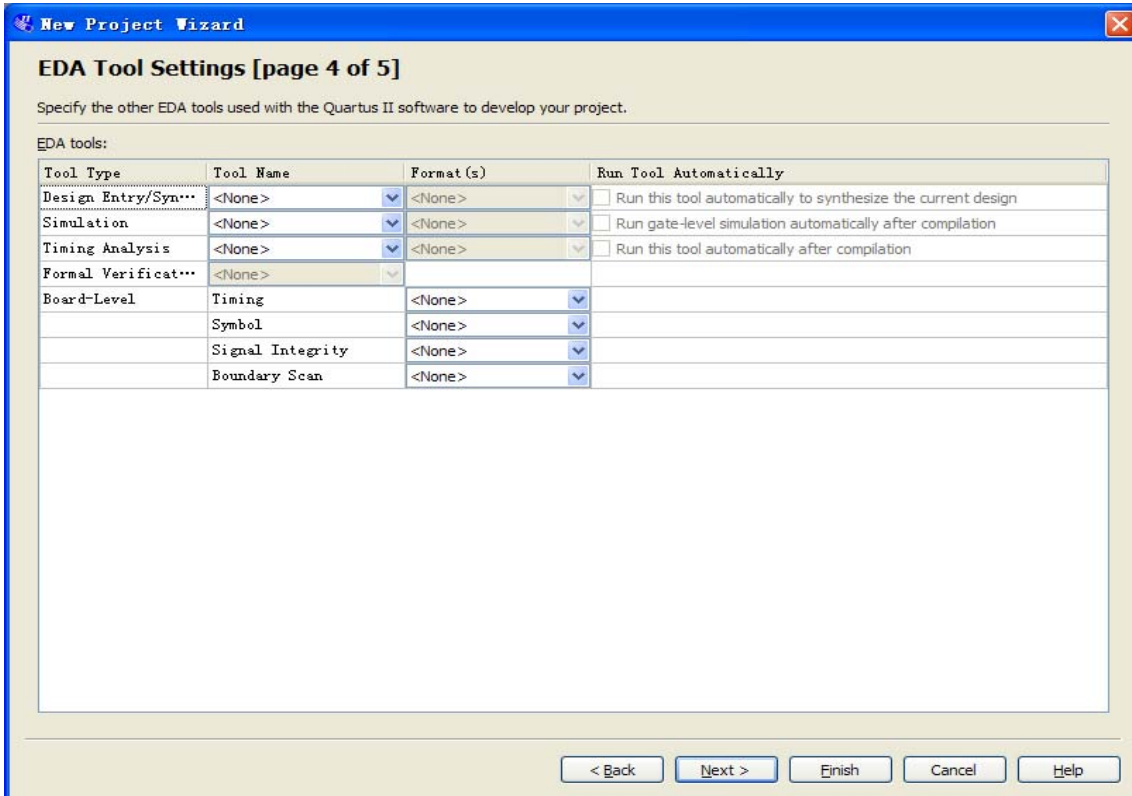 New Project Wizard
EDA Tool Settings [page 4 of 5]
Specify the other EDA tools used with the Quartus II software to develop your project.
EDA tools:
Tool Type Tool Name Format(s) Run Tool Automatically
Design Entry/Syn... <None> <None> Run this tool automatically to synthesize the current design
Simulation <None> <None> Run gate-level simulation automatically after compilation
Timing Analysis <None> <None> Run this tool automatically after compilation
Formal Verificat... <None>
Board-Level Timing <None>
Symbol <None>
Signal Integrity <None>
Boundary Scan <None>
< Back Next > Finish Cancel Help